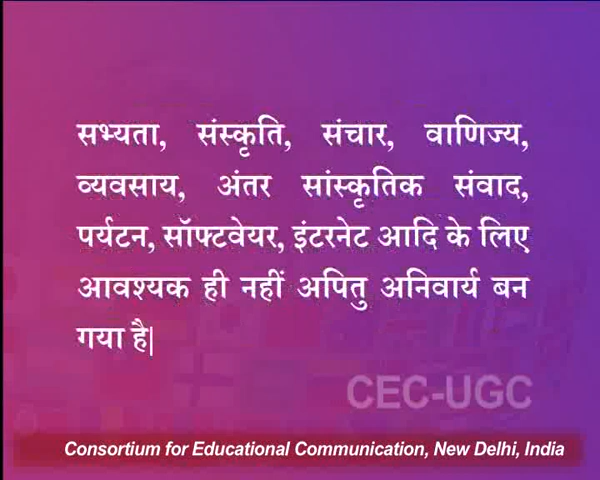 सभ्यता, संस्कृति, संचार, वाणिज्य,
व्यवसाय, अंतर सांस्कृतिक संवाद,
पर्यटन, सॉफ्टवेयर, इंटरनेट आदि के लिए
आवश्यक ही नहीं अपितु अनिवार्य बन
गया है|
CEC-UGC
Consortium for Educational Communication, New Delhi, India